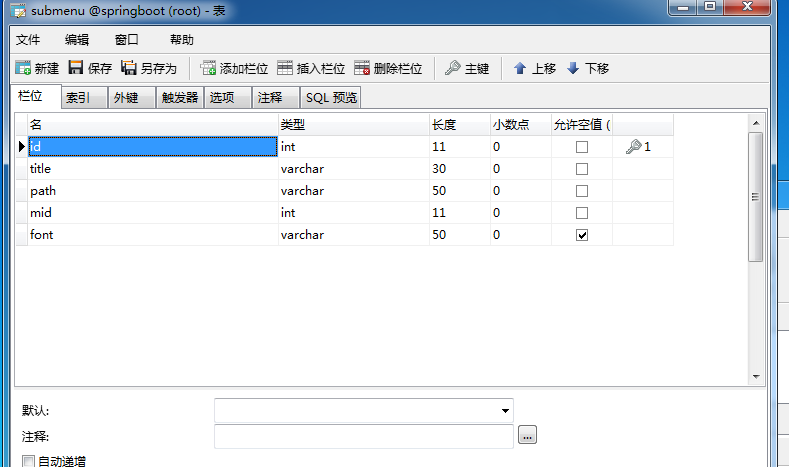 submenu @springboot (root) - 表
文件 编辑 窗口 帮助
新建 保存 另存为 添加栏位 插入栏位 删除栏位 主键 上移 下移
栏位 索引 外键 触发器 选项 注释 SQL 预览
名 类型 长度 小数点 允许空值 (
id int 11 0 1
title varchar 30 0
path varchar 50 0
mid int 11 0
font varchar 50 0
默认:
注释: ...
自动递增